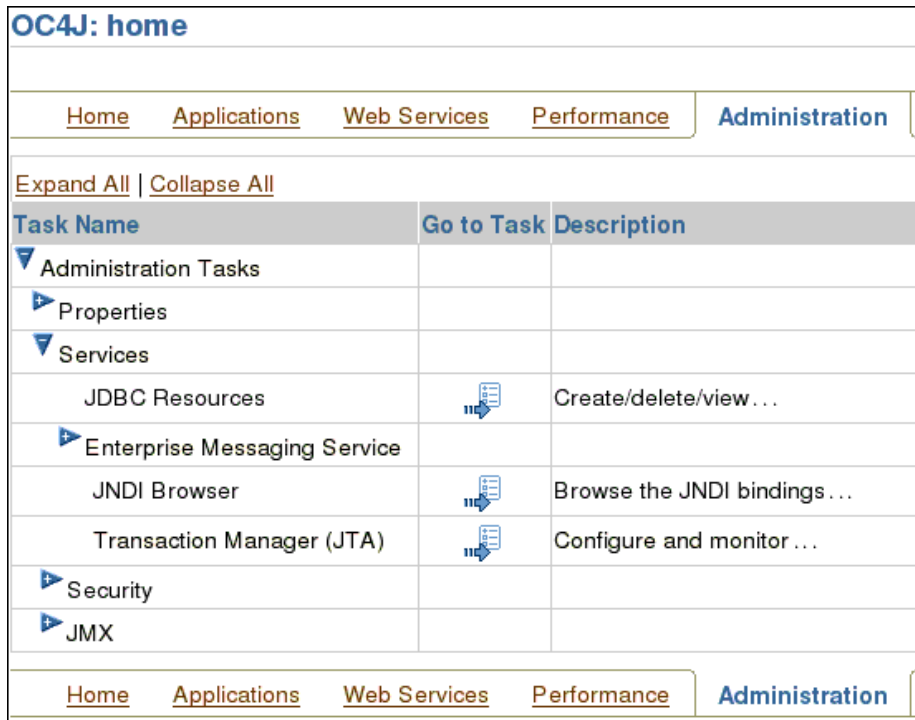 OC4J: home
Home Applications Web Services Performance Administration
Expand All | Collapse All
Task Name Go to Task Description
Administration Tasks
Properties
Services
JDBC Resources Create/delete/view...
Enterprise Messaging Service
JNDI Browser Browse the JNDI bindings...
Transaction Manager (JTA) Configure and monitor ...
Security
JMX
Home Applications Web Services Performance Administration